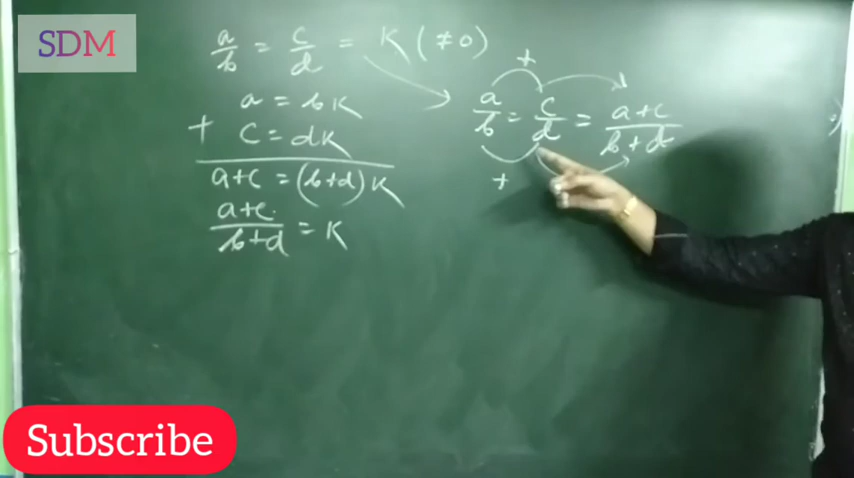 SDM
a/b = c/d = K (≠0)
a = bK
+ c = dK
a+c = (b+d)K
a+c/b+d = K
+
a/b = c/d = a+c/b+d
+
Subscribe